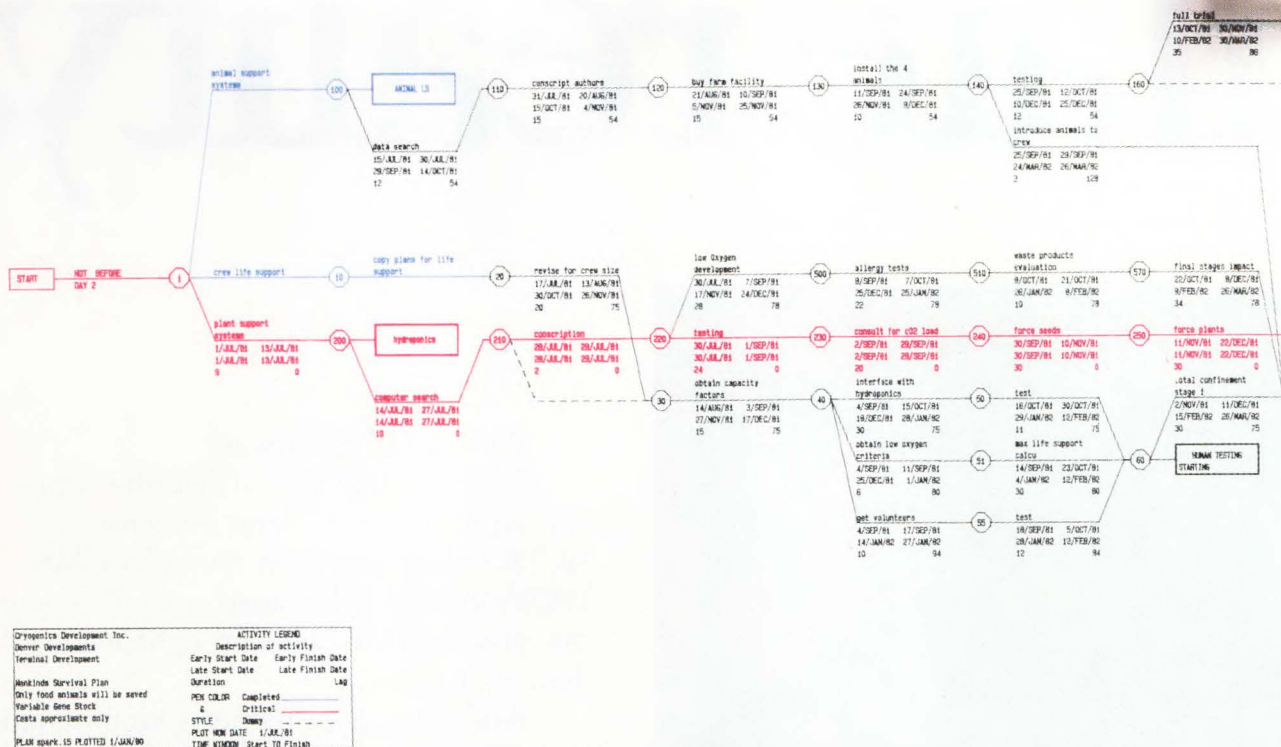 full trial
13/OCT/81 30/NOV/81
10/FEB/82 30/MAR/82
35 86
animal support
systems
100
ANIMAL LS
110
conscript authors
31/JUL/81 20/AUG/81
15/OCT/81 4/NOV/81
15 54
120
buy farm facility
21/AUG/81 10/SEP/81
5/NOV/81 25/NOV/81
15 54
130
install the 4
animals
11/SEP/81 24/SEP/81
26/NOV/81 9/DEC/81
10 54
140
testing
25/SEP/81 12/OCT/81
10/DEC/81 25/DEC/81
12 54
160
data search
15/JUL/81 30/JUL/81
29/SEP/81 14/OCT/81
12 54
introduce animals to
crew
25/SEP/81 29/SEP/81
24/MAR/82 26/MAR/82
3 128
START
NOT BEFORE
DAY 2
1
crew life support
10
copy plans for life
support
20
revise for crew size
17/JUL/81 13/AUG/81
30/OCT/81 26/NOV/81
20 75
low Oxygen
development
30/JUL/81 7/SEP/81
17/NOV/81 24/DEC/81
28 78
500
allergy tests
8/SEP/81 7/OCT/81
25/DEC/81 25/JAN/82
22 79
510
waste products
evaluation
8/OCT/81 21/OCT/81
26/JAN/82 8/FEB/82
10 78
570
final stages impact
22/OCT/81 8/DEC/81
9/FEB/82 26/MAR/82
34 78
plant support
systems
1/JUL/81 13/JUL/81
1/JUL/81 13/JUL/81
9 0
200
hydroponics
210
conscription
28/JUL/81 29/JUL/81
28/JUL/81 29/JUL/81
2 0
220
testing
30/JUL/81 1/SEP/81
30/JUL/81 1/SEP/81
24 0
230
consult for cO2 load
2/SEP/81 29/SEP/81
2/SEP/81 29/SEP/81
20 0
240
force seeds
30/SEP/81 10/NOV/81
30/SEP/81 10/NOV/81
30 0
250
force plants
11/NOV/81 22/DEC/81
11/NOV/81 22/DEC/81
30 0
computer search
14/JUL/81 27/JUL/81
14/JUL/81 27/JUL/81
10 0
30
obtain capacity
factors
14/AUG/81 3/SEP/81
27/NOV/81 17/DEC/81
15 75
40
interface with
hydroponics
4/SEP/81 15/OCT/81
18/DEC/81 28/JAN/82
30 75
50
test
16/OCT/81 30/OCT/81
29/JAN/82 12/FEB/82
11 75
total confinement
stage 1
2/NOV/81 11/DEC/81
15/FEB/82 26/MAR/82
30 75
obtain low oxygen
criteria
4/SEP/81 11/SEP/81
25/DEC/81 1/JAN/82
6 80
51
max life support
calcu
14/SEP/81 23/OCT/81
4/JAN/82 12/FEB/82
30 80
60
HUMAN TESTING
STARTING
get volunteers
4/SEP/81 17/SEP/81
14/JAN/82 27/JAN/82
10 94
55
test
18/SEP/81 5/OCT/81
28/JAN/82 12/FEB/82
12 94
Cryogenics Development Inc.
Denver Developments
Terminal Development
Mankinds Survival Plan
Only food animals will be saved
Variable Gene Stock
Costs approximate only
PLAN spark.15 PLOTTED 1/JAN/80
ACTIVITY LEGEND
Description of activity
Early Start Date Early Finish Date
Late Start Date Late Finish Date
Duration Lag
PEN COLOR Completed
& Critical
STYLE Dummy
PLOT NOW DATE 1/JUL/81
TIME WINDOW Start TO Finish